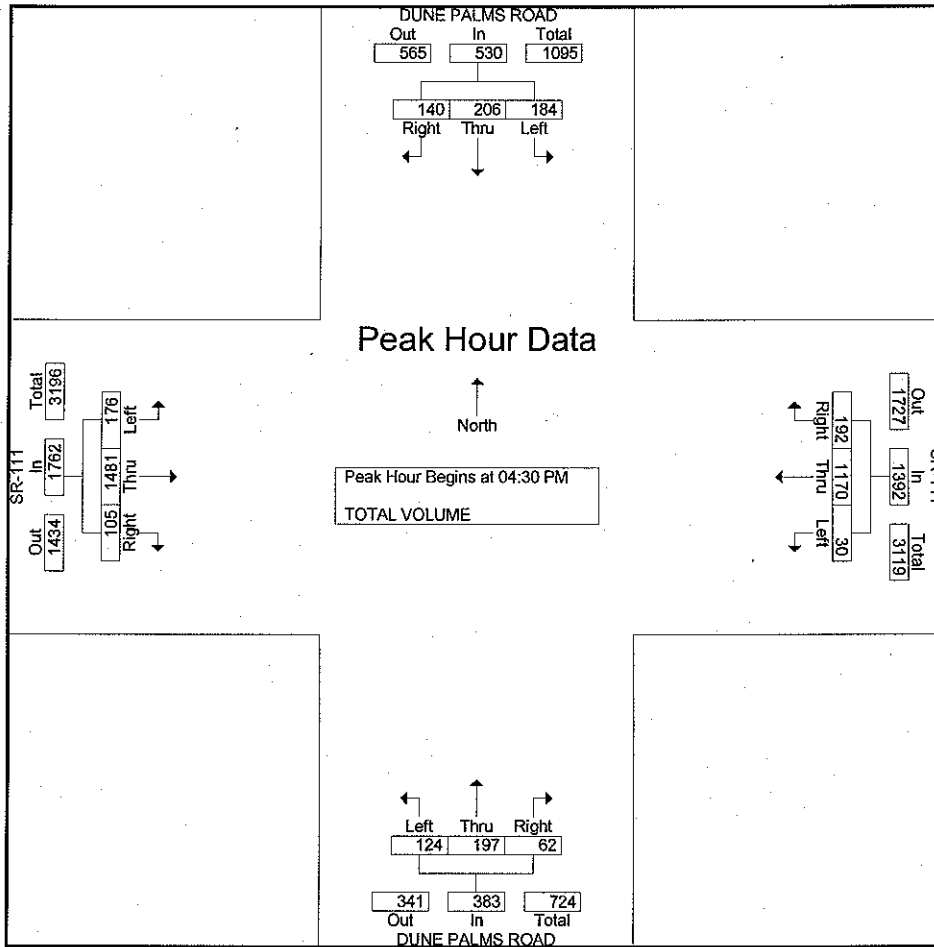 DUNE PALMS ROAD
Out In Total
565 530 1095
140 206 184
Right Thru Left
Peak Hour Data
North
Peak Hour Begins at 04:30 PM
TOTAL VOLUME
SR-111
Out In Total
1434 1762 3196
Right Thru Left
105 1481 176
Right Thru Left
192 1170 30
Out In Total
1727 1392 3119
Left Thru Right
124 197 62
341 383 724
Out In Total
DUNE PALMS ROAD